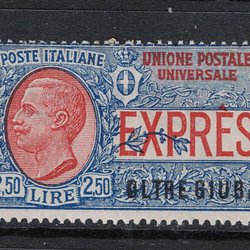 POSTE ITALIANE
UNIONE POSTALE
UNIVERSALE
EXPRES
2,50 LIRE 2,50
OLTRE GIUB